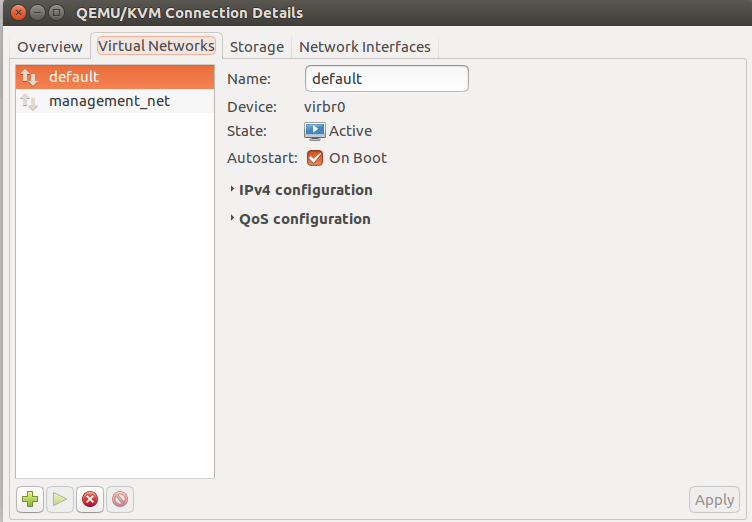 QEMU/KVM Connection Details
Overview Virtual Networks Storage Network Interfaces
default
management_net
Name: default
Device: virbr0
State: Active
Autostart: On Boot
IPv4 configuration
QoS configuration
Apply